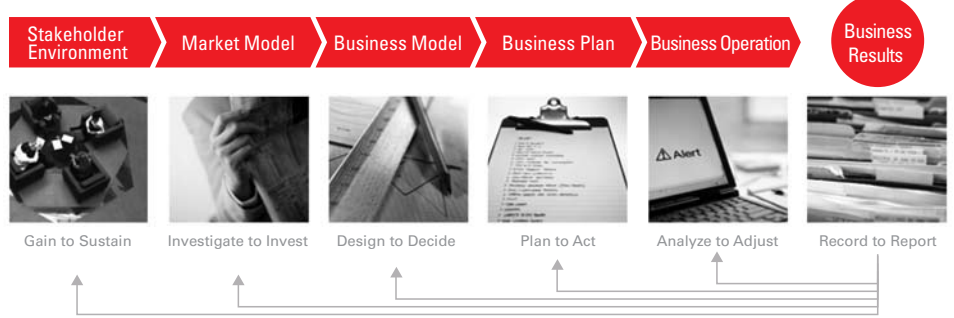 Stakeholder
Environment
Market Model
Business Model
Business Plan
Business Operation
Business
Results
Alert
Gain to Sustain
Investigate to Invest
Design to Decide
Plan to Act
Analyze to Adjust
Record to Report